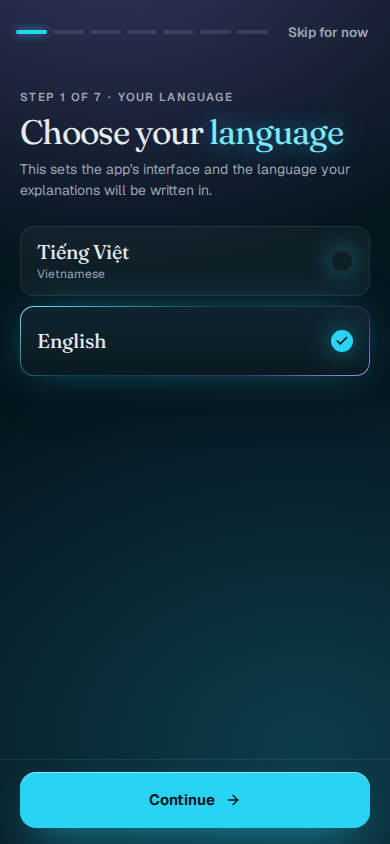 Skip for now
STEP 1 OF 7 · YOUR LANGUAGE
Choose your language
This sets the app's interface and the language your
explanations will be written in.
Tiếng Việt
Vietnamese
English
Continue →